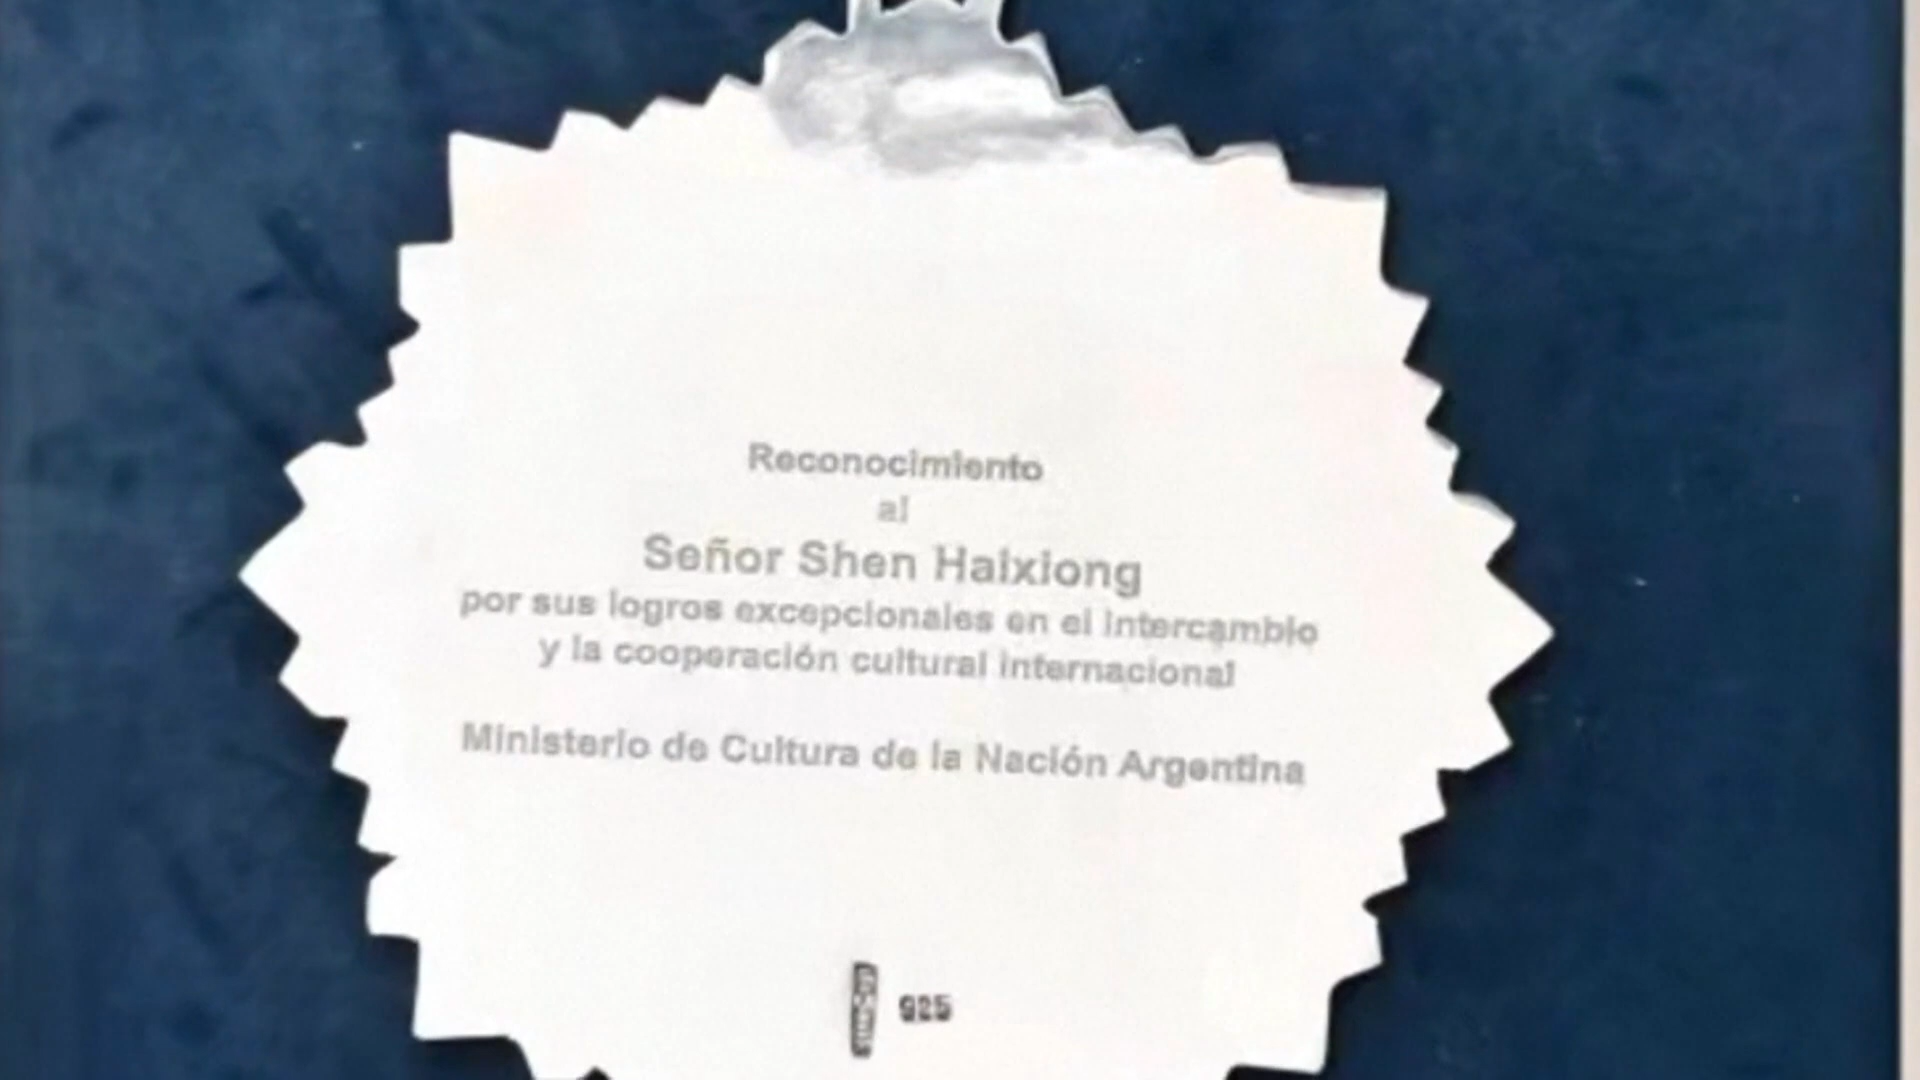 Reconocimiento
al
Señor Shen Haixiong
por sus logros excepcionales en el intercambio
y la cooperación cultural internacional
Ministerio de Cultura de la Nación Argentina
925